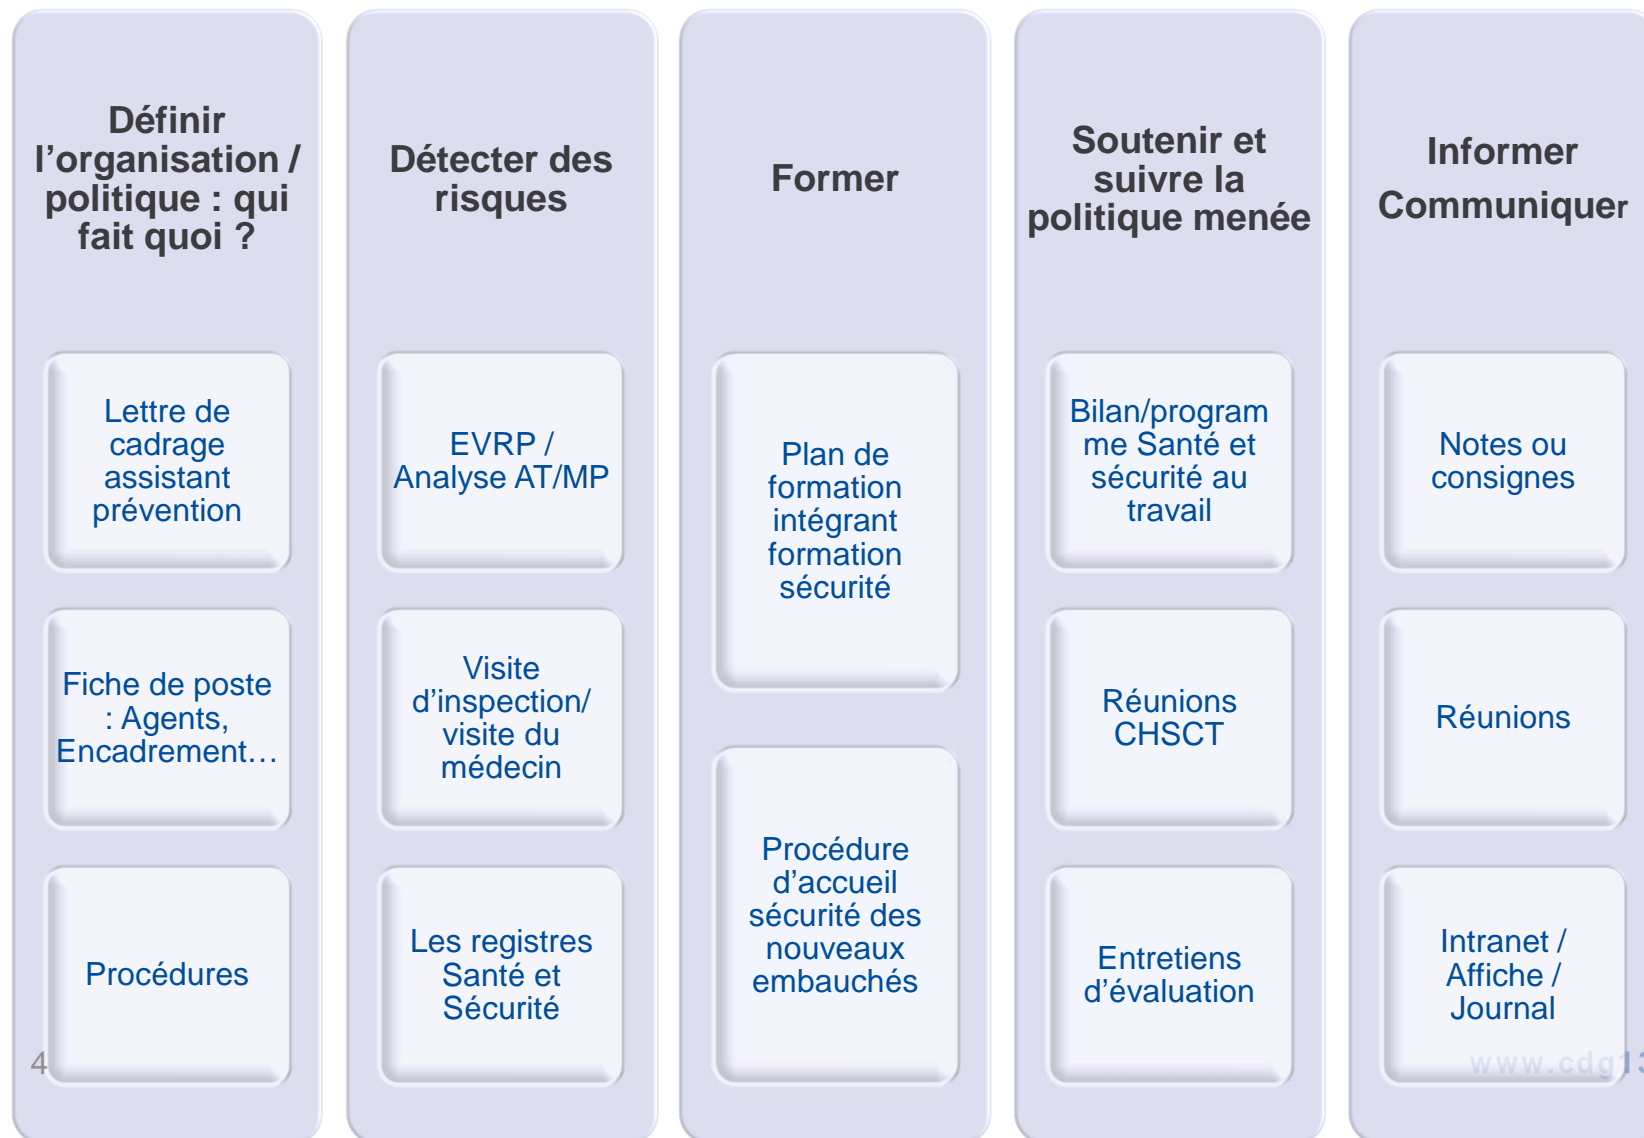 Définir
l’organisation /
politique : qui
fait quoi ?
Lettre de
cadrage
assistant
prévention
Fiche de poste
: Agents,
Encadrement…
Procédures
Détecter des
risques
EVRP /
Analyse AT/MP
Visite
d’inspection/
visite du
médecin
Les registres
Santé et
Sécurité
Former
Plan de
formation
intégrant
formation
sécurité
Procédure
d’accueil
sécurité des
nouveaux
embauchés
Soutenir et
suivre la
politique menée
Bilan/program
me Santé et
sécurité au
travail
Réunions
CHSCT
Entretiens
d’évaluation
Informer
Communiquer
Notes ou
consignes
Réunions
Intranet /
Affiche /
Journal
4
www.cdg13